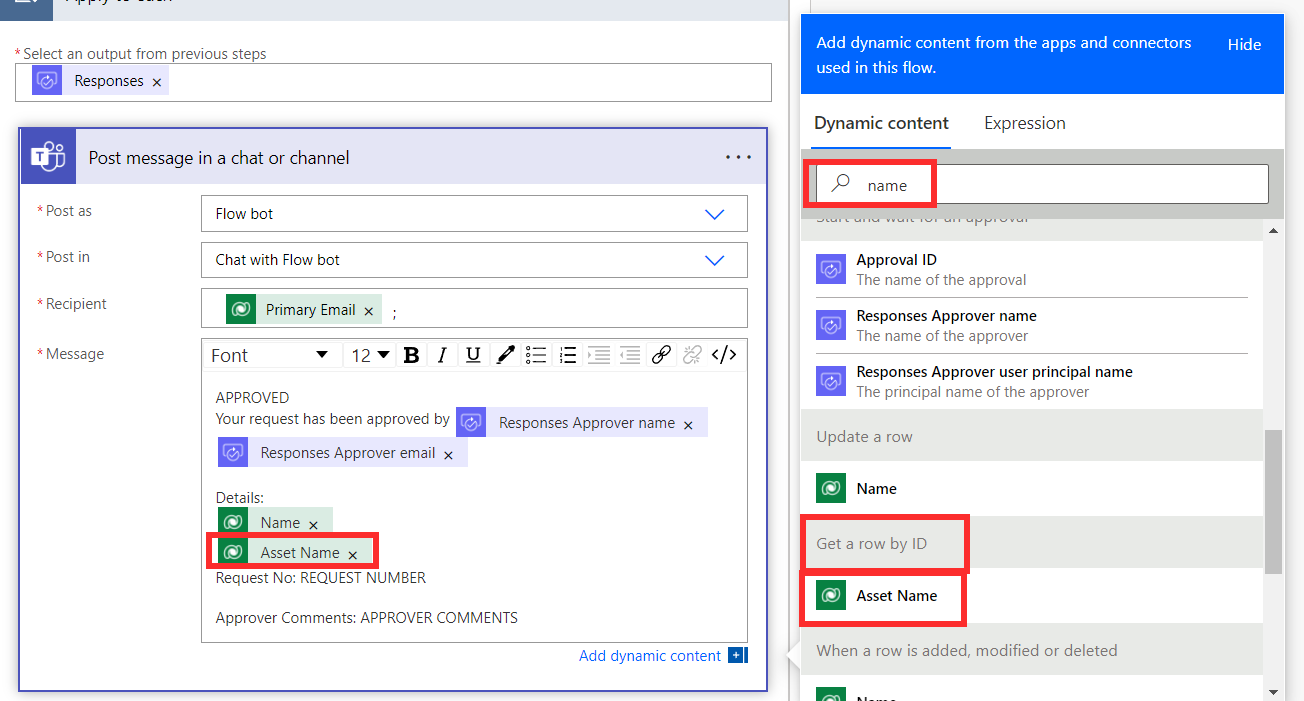 Apply to each
* Select an output from previous steps
Responses ×
Post message in a chat or channel ···
* Post as
Flow bot
* Post in
Chat with Flow bot
* Recipient
Primary Email × ;
* Message
Font 12 B I U </>
APPROVED
Your request has been approved by Responses Approver name ×
Responses Approver email ×
Details:
Name ×
Asset Name ×
Request No: REQUEST NUMBER
Approver Comments: APPROVER COMMENTS
Add dynamic content
Add dynamic content from the apps and connectors
used in this flow.
Hide
Dynamic content Expression
name
Start and wait for an approval
Approval ID
The name of the approval
Responses Approver name
The name of the approver
Responses Approver user principal name
The principal name of the approver
Update a row
Name
Get a row by ID
Asset Name
When a row is added, modified or deleted
Name